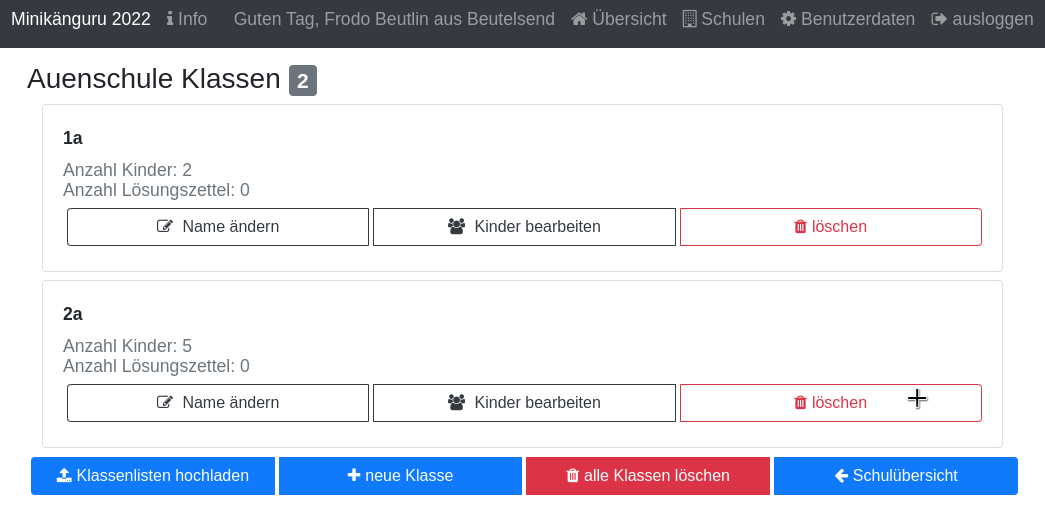 Minikänguru 2022 Info Guten Tag, Frodo Beutlin aus Beutelsend Übersicht Schulen Benutzerdaten ausloggen
Auenschule Klassen 2
1a
Anzahl Kinder: 2
Anzahl Lösungszettel: 0
Name ändern Kinder bearbeiten löschen
2a
Anzahl Kinder: 5
Anzahl Lösungszettel: 0
Name ändern Kinder bearbeiten löschen
Klassenlisten hochladen neue Klasse alle Klassen löschen Schulübersicht